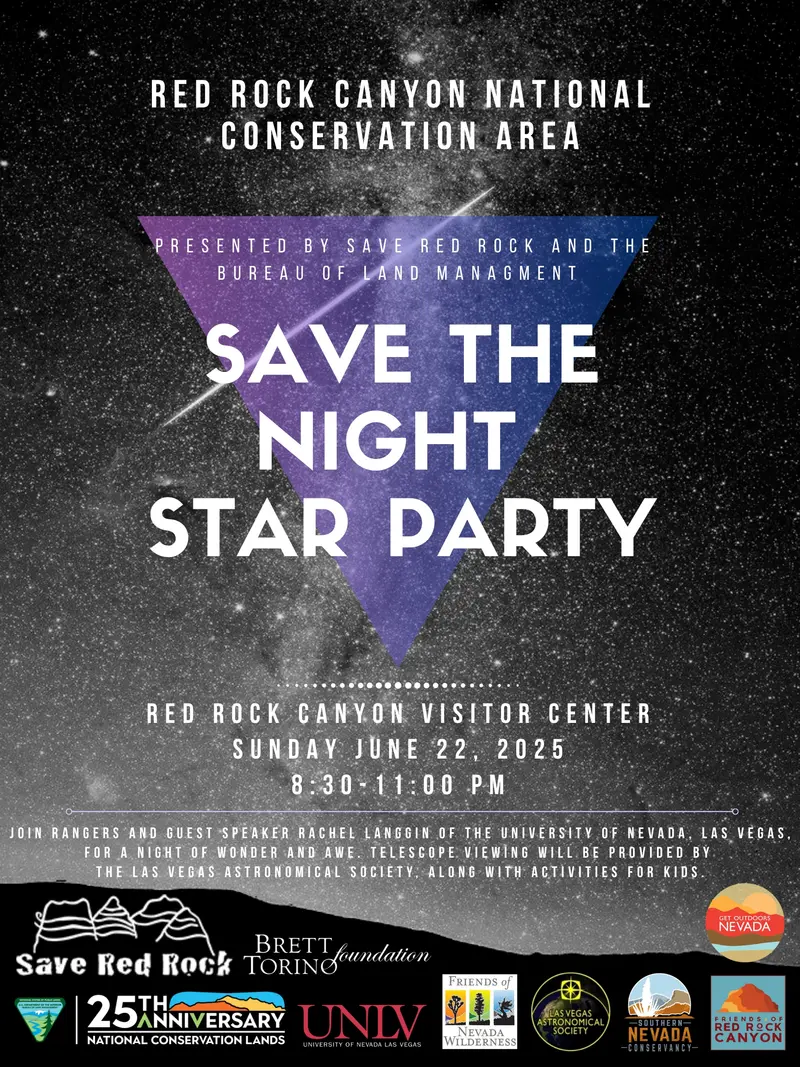 RED ROCK CANYON NATIONAL
CONSERVATION AREA
PRESENTED BY SAVE RED ROCK AND THE
BUREAU OF LAND MANAGMENT
SAVE THE
NIGHT
STAR PARTY
RED ROCK CANYON VISITOR CENTER
SUNDAY JUNE 22, 2025
8:30-11:00 PM
JOIN RANGERS AND GUEST SPEAKER RACHEL LANGGIN OF THE UNIVERSITY OF NEVADA, LAS VEGAS,
FOR A NIGHT OF WONDER AND AWE. TELESCOPE VIEWING WILL BE PROVIDED BY
THE LAS VEGAS ASTRONOMICAL SOCIETY, ALONG WITH ACTIVITIES FOR KIDS.
GET OUTDOORS
NEVADA
Save Red Rock
BRETT
TORINO foundation
25TH
ANNIVERSARY
NATIONAL CONSERVATION LANDS
UNLV
UNIVERSITY OF NEVADA LAS VEGAS
FRIENDS of
NEVADA
WILDERNESS
LAS VEGAS
ASTRONOMICAL
SOCIETY
SOUTHERN
NEVADA
CONSERVANCY
FRIENDS OF
RED ROCK
CANYON